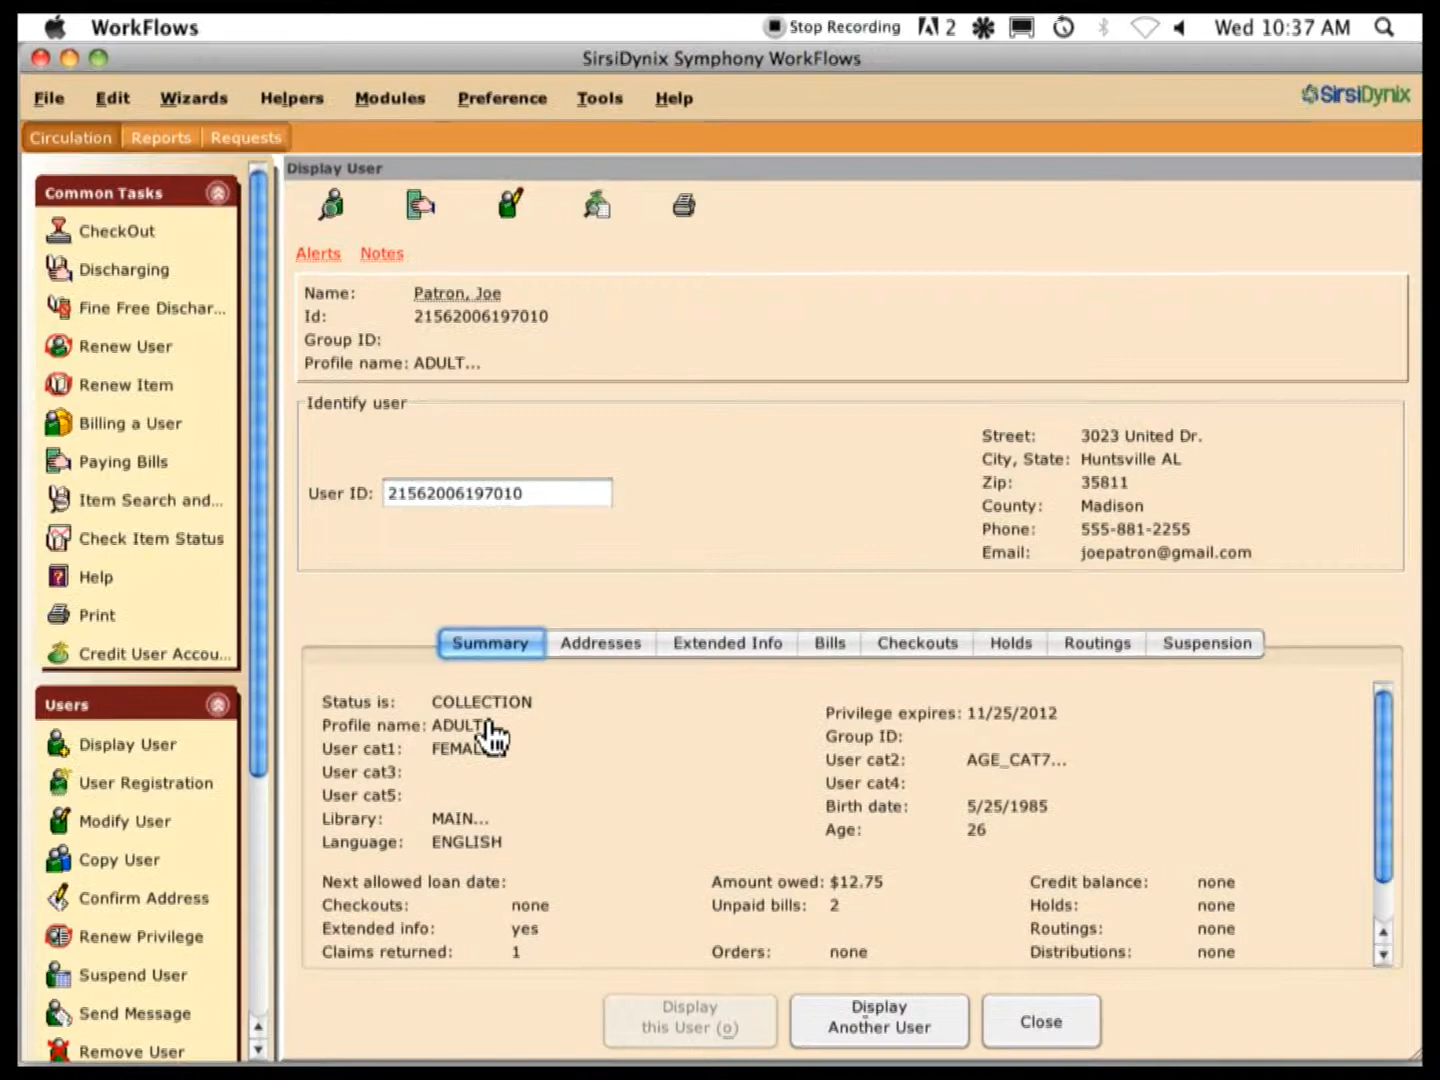 WorkFlows Stop Recording 2 Wed 10:37 AM
SirsiDynix Symphony WorkFlows
File Edit Wizards Helpers Modules Preference Tools Help SirsiDynix
Circulation Reports Requests
Display User
Common Tasks
CheckOut
Discharging
Fine Free Dischar...
Renew User
Renew Item
Billing a User
Paying Bills
Item Search and...
Check Item Status
Help
Print
Credit User Accou...
Users
Display User
User Registration
Modify User
Copy User
Confirm Address
Renew Privilege
Suspend User
Send Message
Remove User
Alerts Notes
Name: Patron, Joe
Id: 21562006197010
Group ID:
Profile name: ADULT...
Identify user
User ID: 21562006197010
Street: 3023 United Dr.
City, State: Huntsville AL
Zip: 35811
County: Madison
Phone: 555-881-2255
Email: joepatron@gmail.com
Summary Addresses Extended Info Bills Checkouts Holds Routings Suspension
Status is: COLLECTION
Profile name: ADULT
User cat1:
User cat3:
User cat5:
Library: MAIN...
Language: ENGLISH
Privilege expires: 11/25/2012
Group ID:
User cat2: AGE_CAT7...
User cat4:
Birth date: 5/25/1985
Age: 26
Next allowed loan date:
Checkouts: none
Extended info: yes
Claims returned: 1
Amount owed: $12.75
Unpaid bills: 2
Orders: none
Credit balance: none
Holds: none
Routings: none
Distributions: none
Display this User (o)
Display Another User
Close